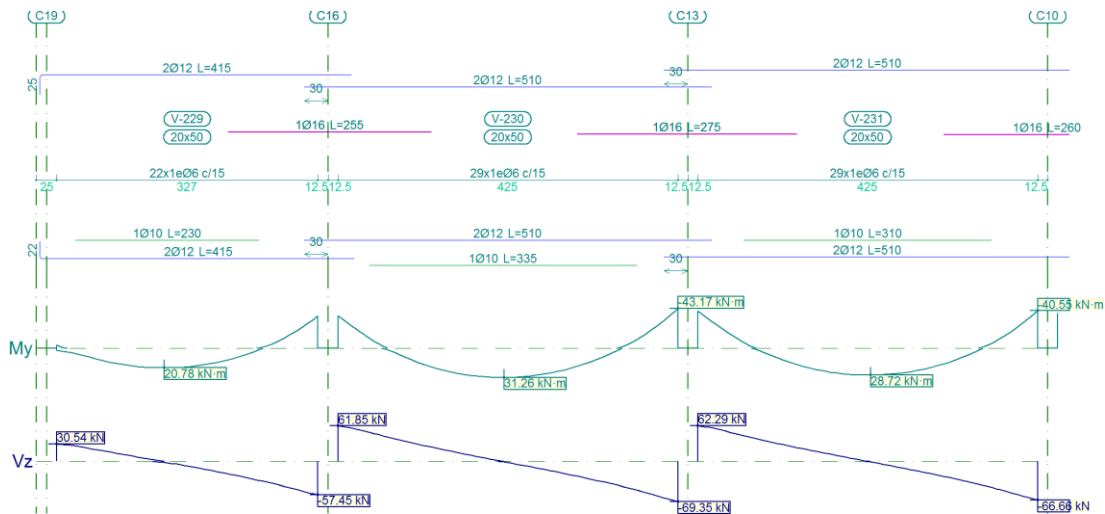 C19 C16 C13 C10
2Ø12 L=415 2Ø12 L=510 2Ø12 L=510
25 30 30
V-229 V-230 V-231
20x50 1Ø16 L=255 20x50 1Ø16 L=275 20x50 1Ø16 L=260
22x1eØ6 c/15 29x1eØ6 c/15 29x1eØ6 c/15
25 327 12.5 12.5 425 12.5 12.5 425 12.5
1Ø10 L=230 2Ø12 L=510 1Ø10 L=310
22 2Ø12 L=415 30 1Ø10 L=335 30 2Ø12 L=510
-43.17 kN·m -40.55 kN·m
My
20.78 kN·m 31.26 kN·m 28.72 kN·m
30.54 kN 61.85 kN 62.29 kN
Vz
-57.45 kN -69.35 kN -66.66 kN